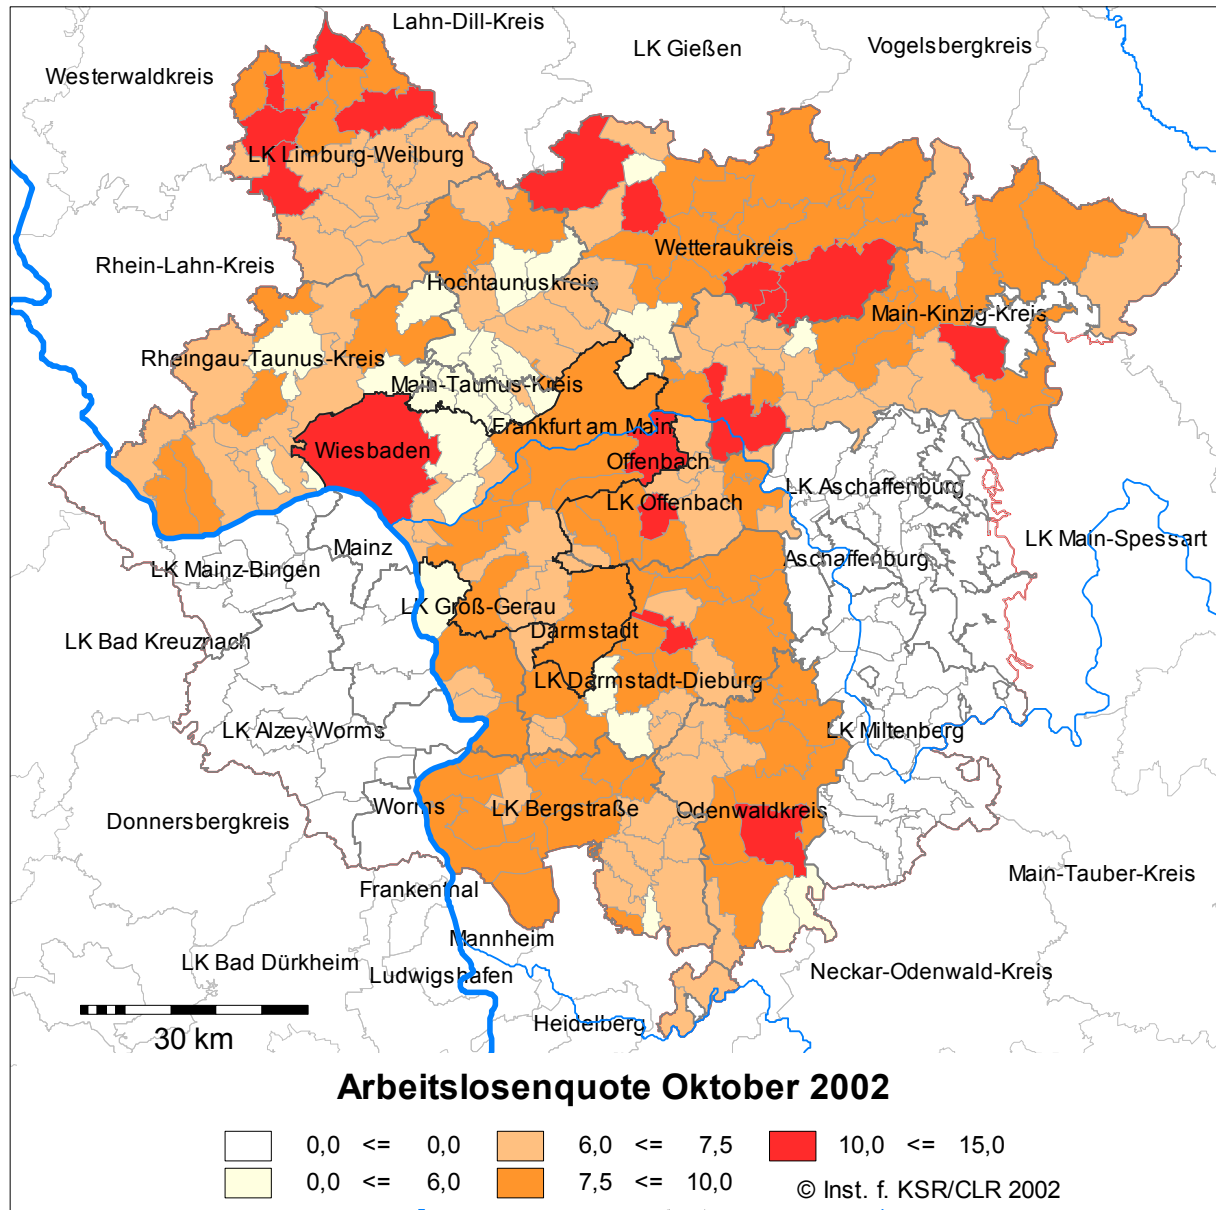 Lahn-Dill-Kreis
LK Gießen
Vogelsbergkreis
Westerwaldkreis
LK Limburg-Weilburg
Wetteraukreis
Rhein-Lahn-Kreis
Hochtaunuskreis
Main-Kinzig-Kreis
Rheingau-Taunus-Kreis
Main-Taunus-Kreis
Frankfurt am Main
Wiesbaden
Offenbach
LK Aschaffenburg
LK Offenbach
LK Main-Spessart
Mainz
Aschaffenburg
LK Mainz-Bingen
LK Groß-Gerau
Darmstadt
LK Bad Kreuznach
LK Darmstadt-Dieburg
LK Alzey-Worms
LK Miltenberg
Worms
LK Bergstraße
Odenwaldkreis
Donnersbergkreis
Main-Tauber-Kreis
Frankenthal
Mannheim
LK Bad Dürkheim
Ludwigshafen
Neckar-Odenwald-Kreis
Heidelberg
30 km
Arbeitslosenquote Oktober 2002
0,0 <= 0,0 6,0 <= 7,5 10,0 <= 15,0
0,0 <= 6,0 7,5 <= 10,0 © Inst. f. KSR/CLR 2002